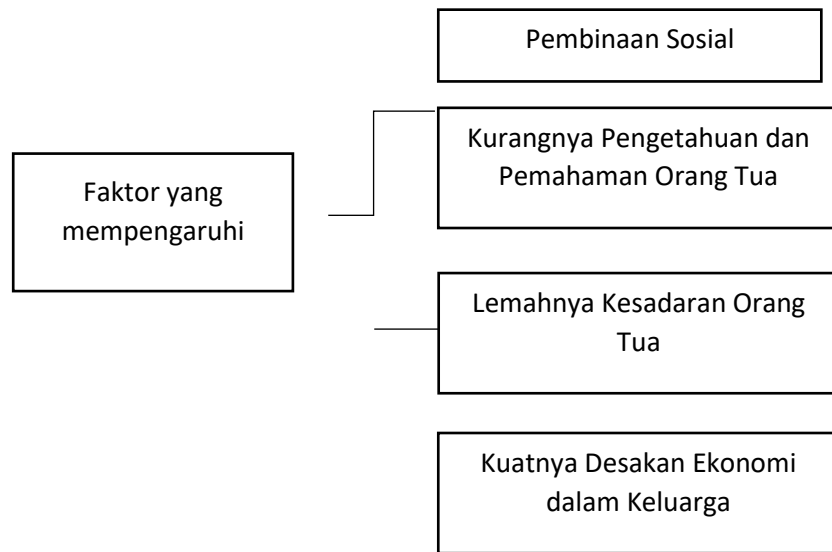 Pembinaan Sosial
Kurangnya Pengetahuan dan
Pemahaman Orang Tua
Faktor yang
mempengaruhi
Lemahnya Kesadaran Orang
Tua
Kuatnya Desakan Ekonomi
dalam Keluarga